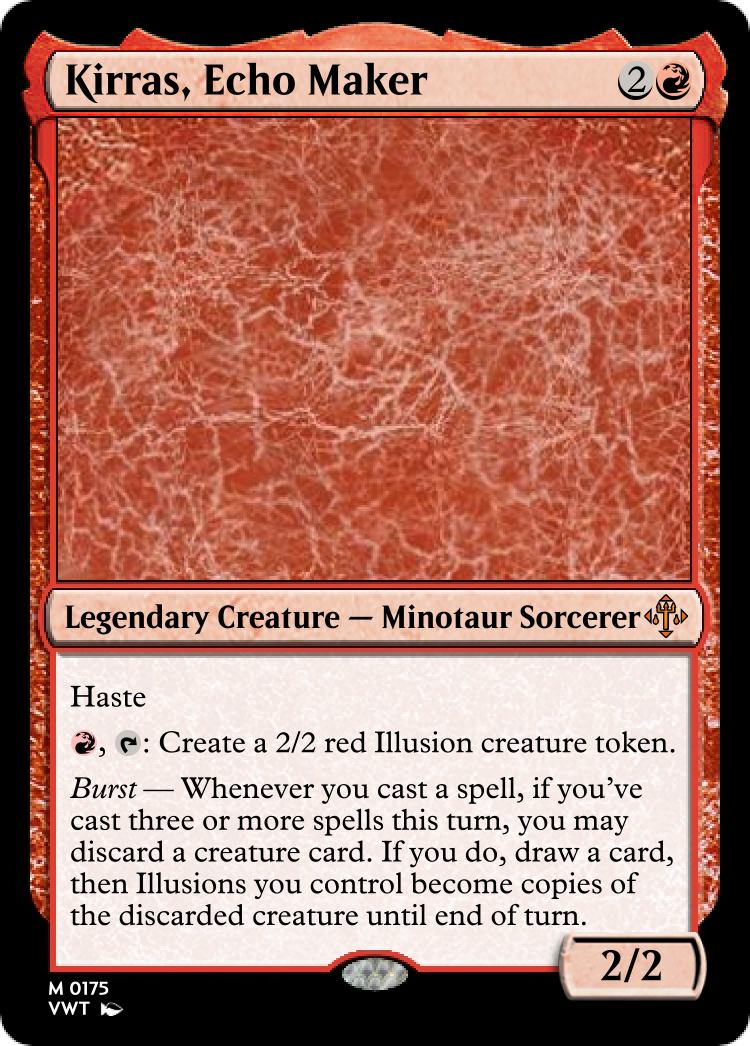 Kirras, Echo Maker 2
Legendary Creature — Minotaur Sorcerer
Haste
, : Create a 2/2 red Illusion creature token.
Burst — Whenever you cast a spell, if you've
cast three or more spells this turn, you may
discard a creature card. If you do, draw a card,
then Illusions you control become copies of
the discarded creature until end of turn.
2/2
M 0175
VWT